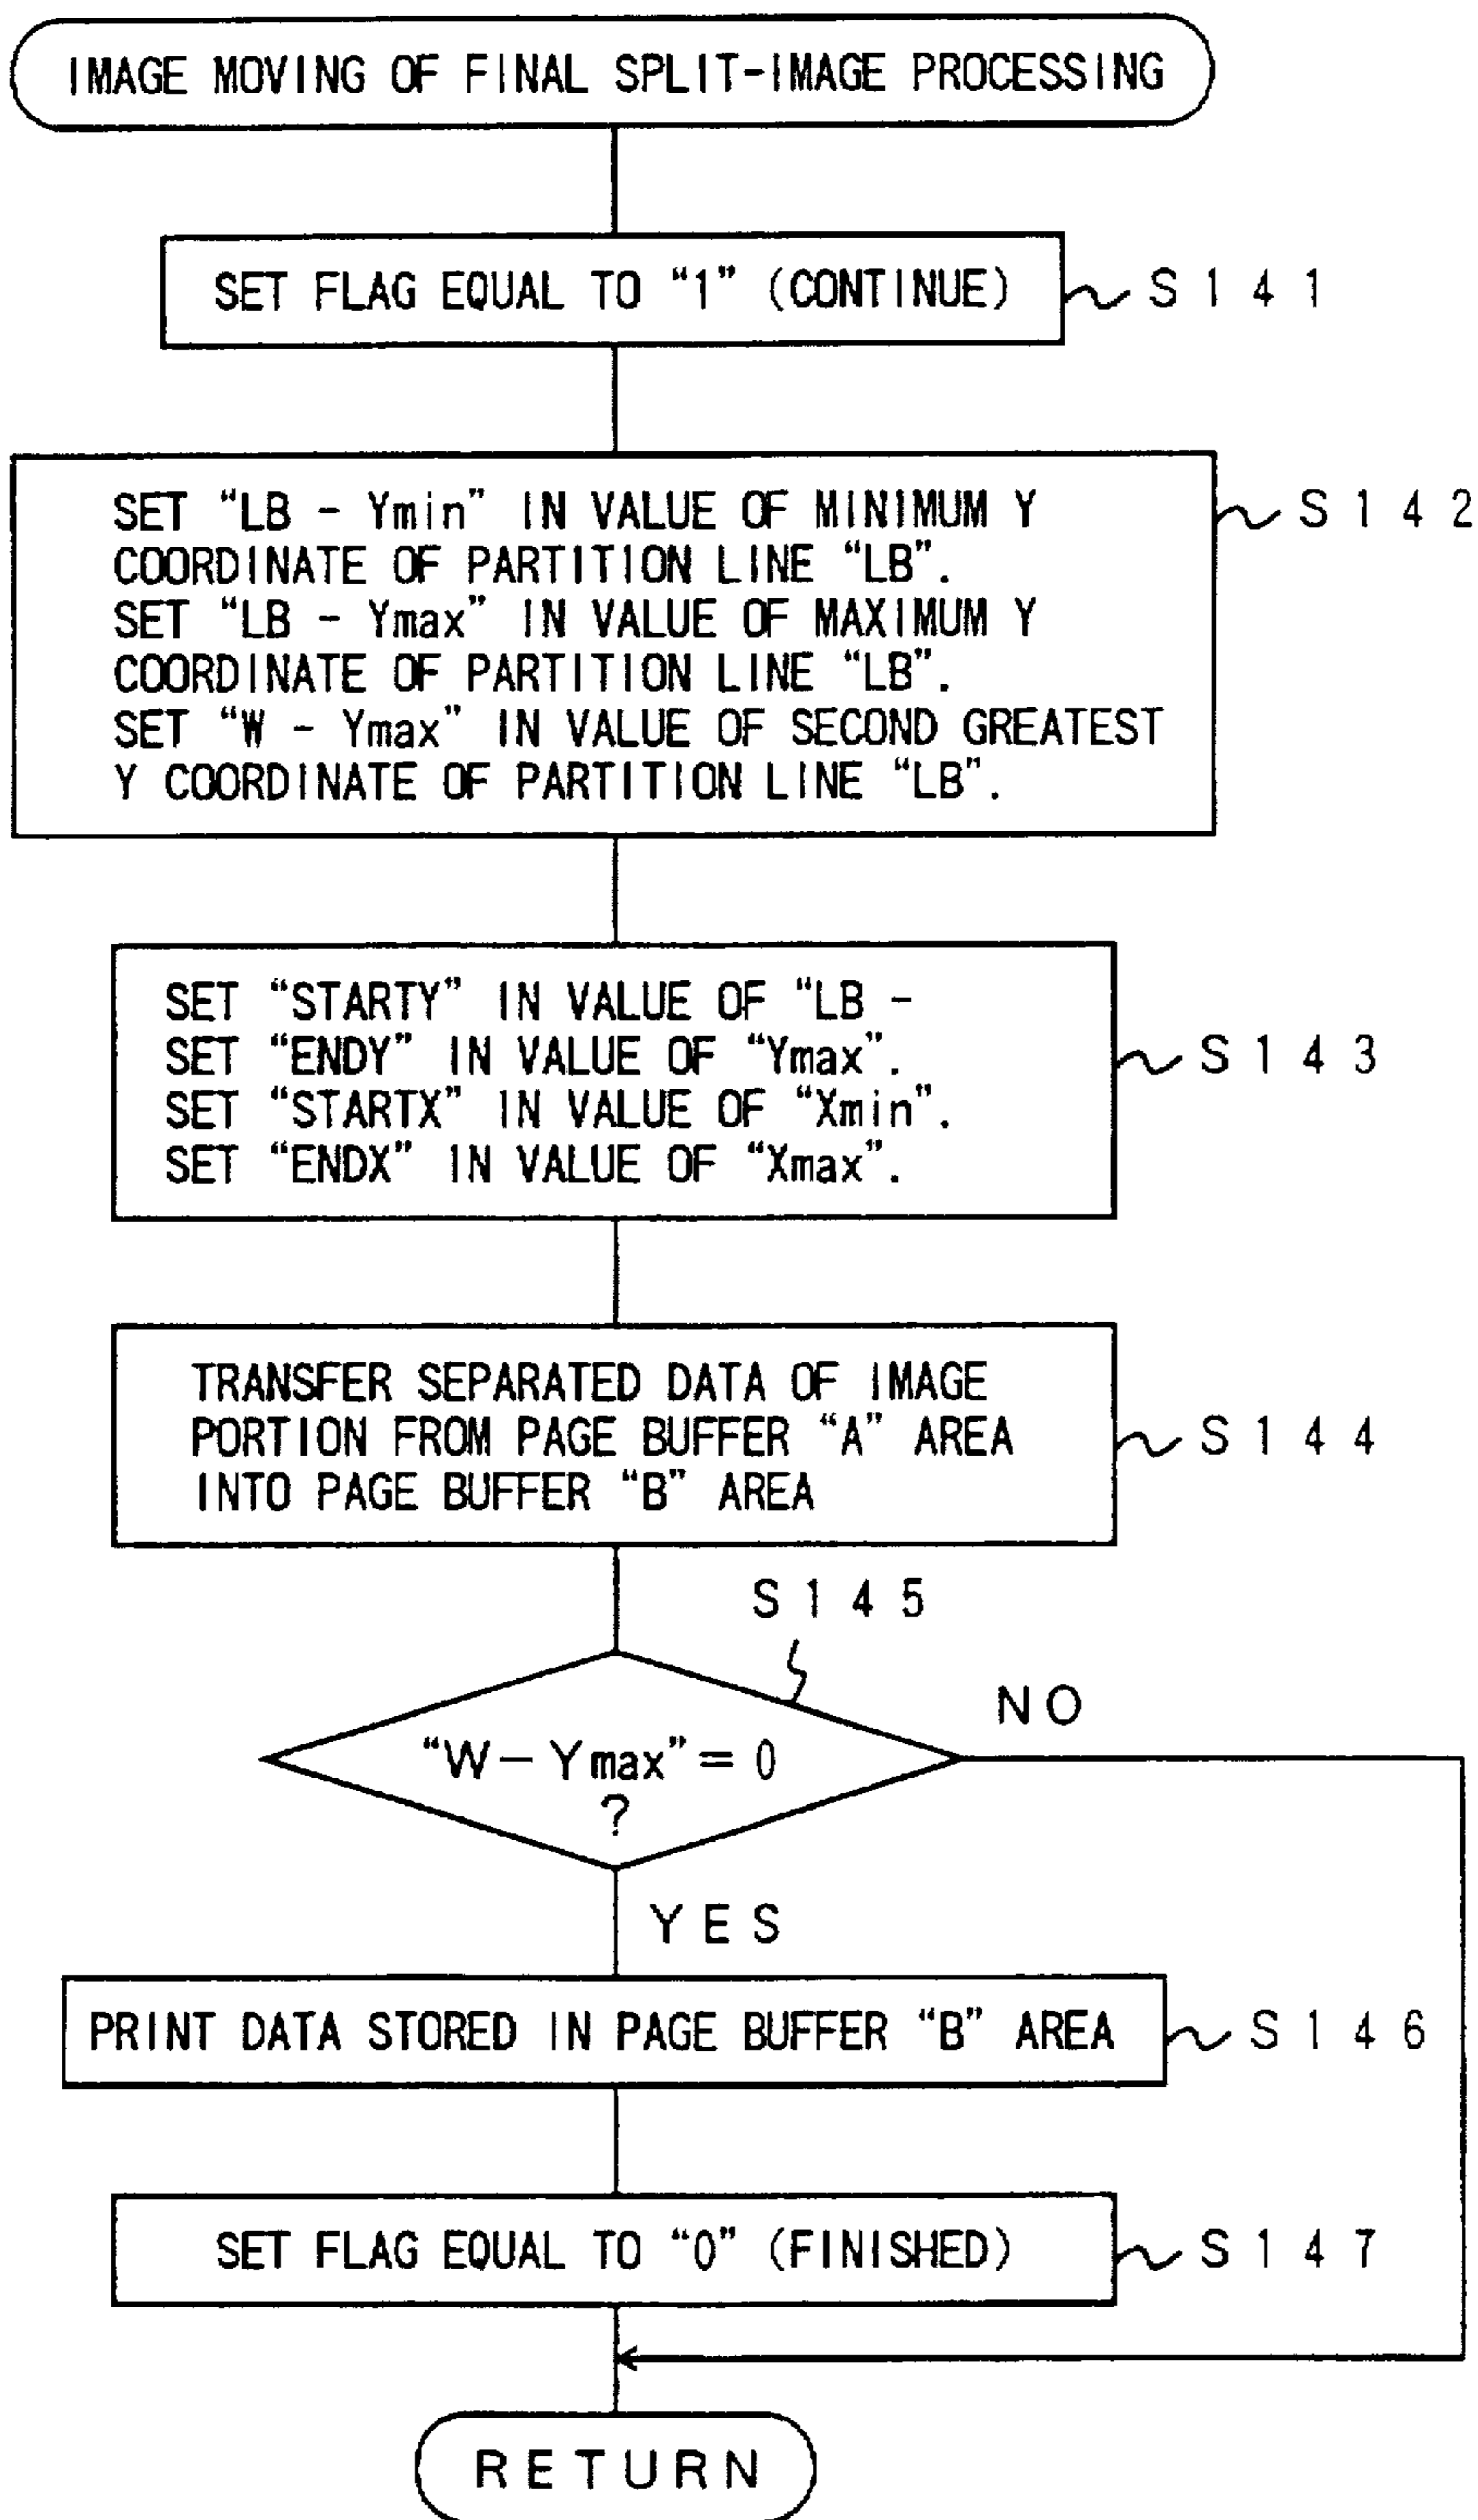 IMAGE MOVING OF FINAL SPLIT-IMAGE PROCESSING
SET FLAG EQUAL TO “1” (CONTINUE)
S141
SET “LB - Ymin” IN VALUE OF MINIMUM Y
COORDINATE OF PARTITION LINE “LB”.
SET “LB - Ymax” IN VALUE OF MAXIMUM Y
COORDINATE OF PARTITION LINE “LB”.
SET “W - Ymax” IN VALUE OF SECOND GREATEST
Y COORDINATE OF PARTITION LINE “LB”.
S142
SET “STARTY” IN VALUE OF “LB -
SET “ENDY” IN VALUE OF “Ymax”.
SET “STARTX” IN VALUE OF “Xmin”.
SET “ENDX” IN VALUE OF “Xmax”.
S143
TRANSFER SEPARATED DATA OF IMAGE
PORTION FROM PAGE BUFFER “A” AREA
INTO PAGE BUFFER “B” AREA
S144
S145
“W-Ymax”=0
?
NO
YES
PRINT DATA STORED IN PAGE BUFFER “B” AREA
S146
SET FLAG EQUAL TO “0” (FINISHED)
S147
RETURN